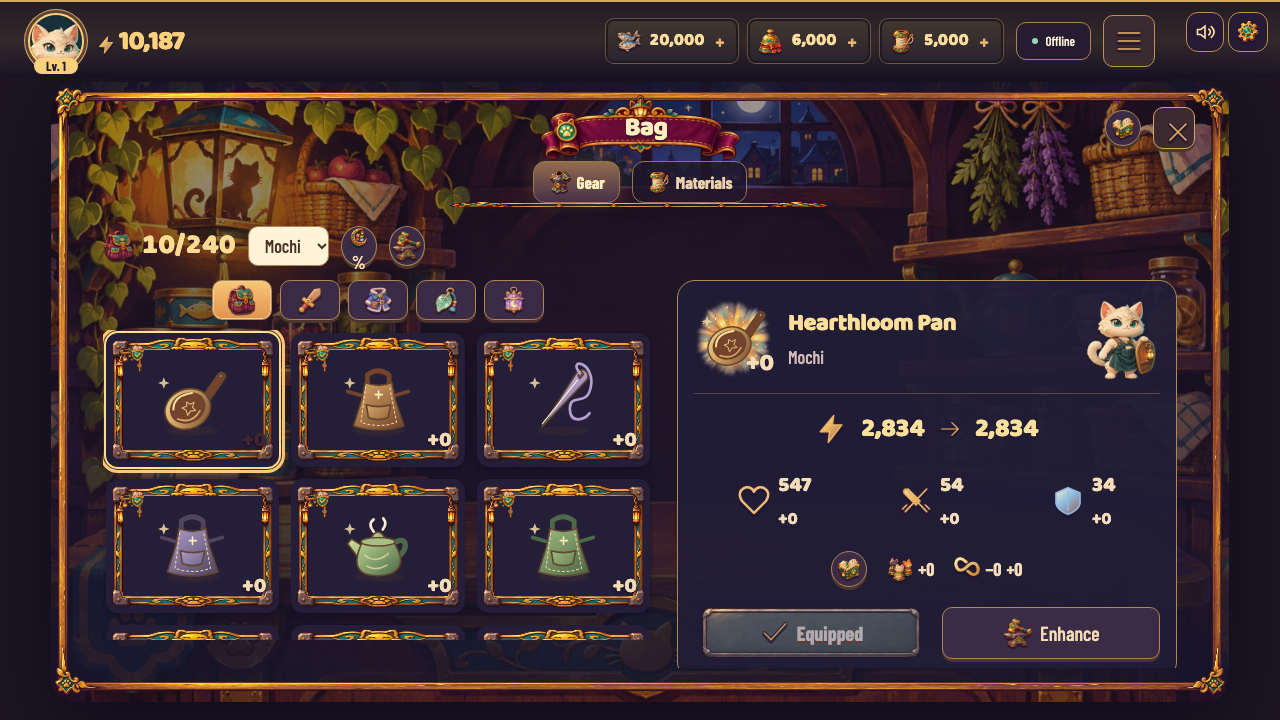 10,187
20,000 +
6,000 +
5,000 +
Offline
Lv. 1
Bag
Gear
Materials
10/240
Mochi
%
Hearthloom Pan
+0
Mochi
2,834 → 2,834
547
+0
54
+0
34
+0
+0
−0 +0
Equipped
Enhance
+0
+0
+0
+0
+0
+0